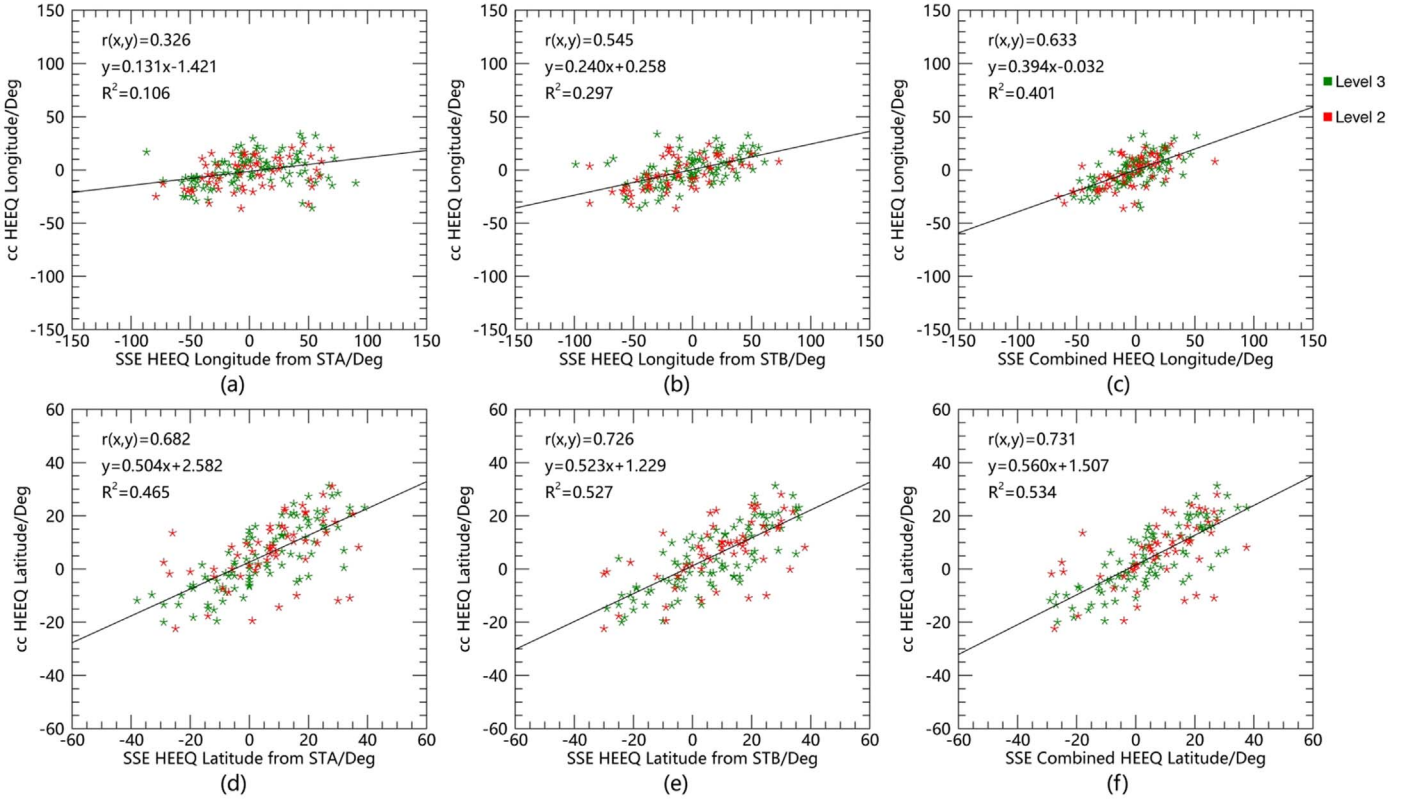 150
100
50
0
-50
-100
-150
cc HEEQ Longitude/Deg
r(x,y)=0.326
y=0.131x-1.421
R²=0.106
-150 -100 -50 0 50 100 150
SSE HEEQ Longitude from STA/Deg
(a)
150
100
50
0
-50
-100
-150
cc HEEQ Longitude/Deg
r(x,y)=0.545
y=0.240x+0.258
R²=0.297
-150 -100 -50 0 50 100 150
SSE HEEQ Longitude from STB/Deg
(b)
150
100
50
0
-50
-100
-150
cc HEEQ Longitude/Deg
r(x,y)=0.633
y=0.394x-0.032
R²=0.401
-150 -100 -50 0 50 100 150
SSE Combined HEEQ Longitude/Deg
(c)
Level 3
Level 2
60
40
20
0
-20
-40
-60
cc HEEQ Latitude/Deg
r(x,y)=0.682
y=0.504x+2.582
R²=0.465
-60 -40 -20 0 20 40 60
SSE HEEQ Latitude from STA/Deg
(d)
60
40
20
0
-20
-40
-60
cc HEEQ Latitude/Deg
r(x,y)=0.726
y=0.523x+1.229
R²=0.527
-60 -40 -20 0 20 40 60
SSE HEEQ Latitude from STB/Deg
(e)
60
40
20
0
-20
-40
-60
cc HEEQ Latitude/Deg
r(x,y)=0.731
y=0.560x+1.507
R²=0.534
-60 -40 -20 0 20 40 60
SSE Combined HEEQ Latitude/Deg
(f)